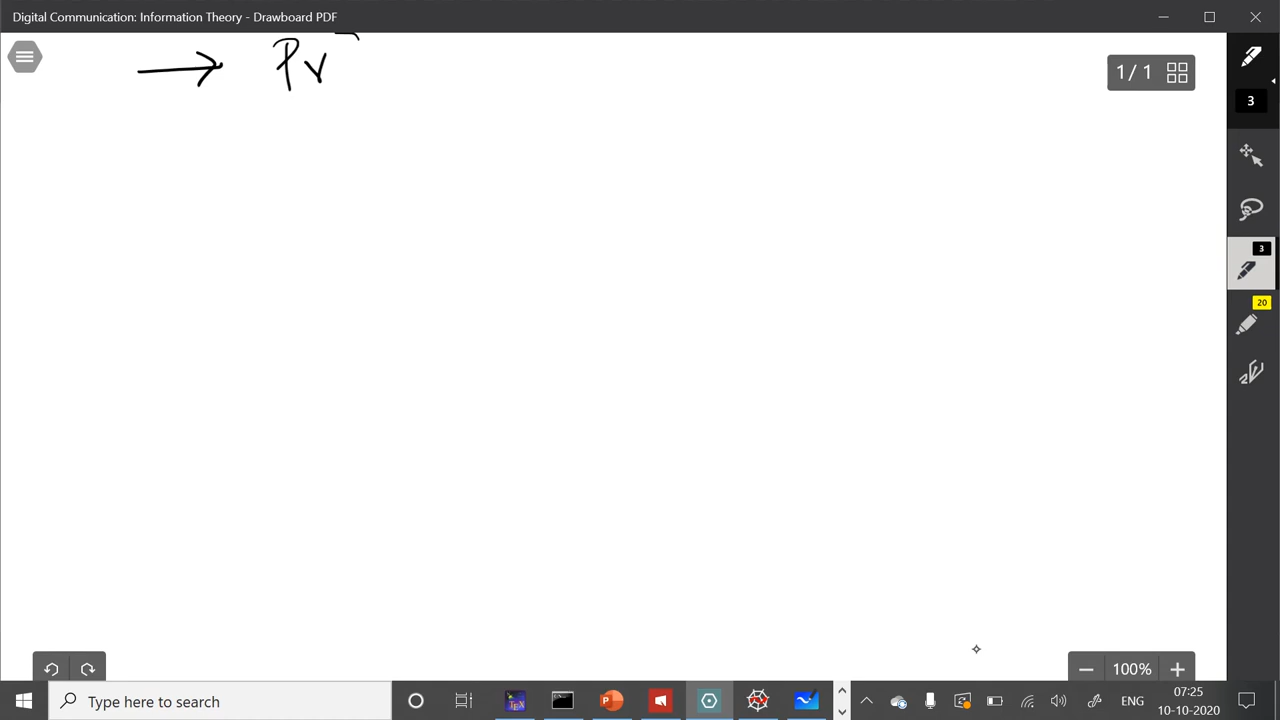 Digital Communication: Information Theory - Drawboard PDF
→ Pr
1 / 1
3
3
20
100%
Type here to search
ENG
07:25
10-10-2020